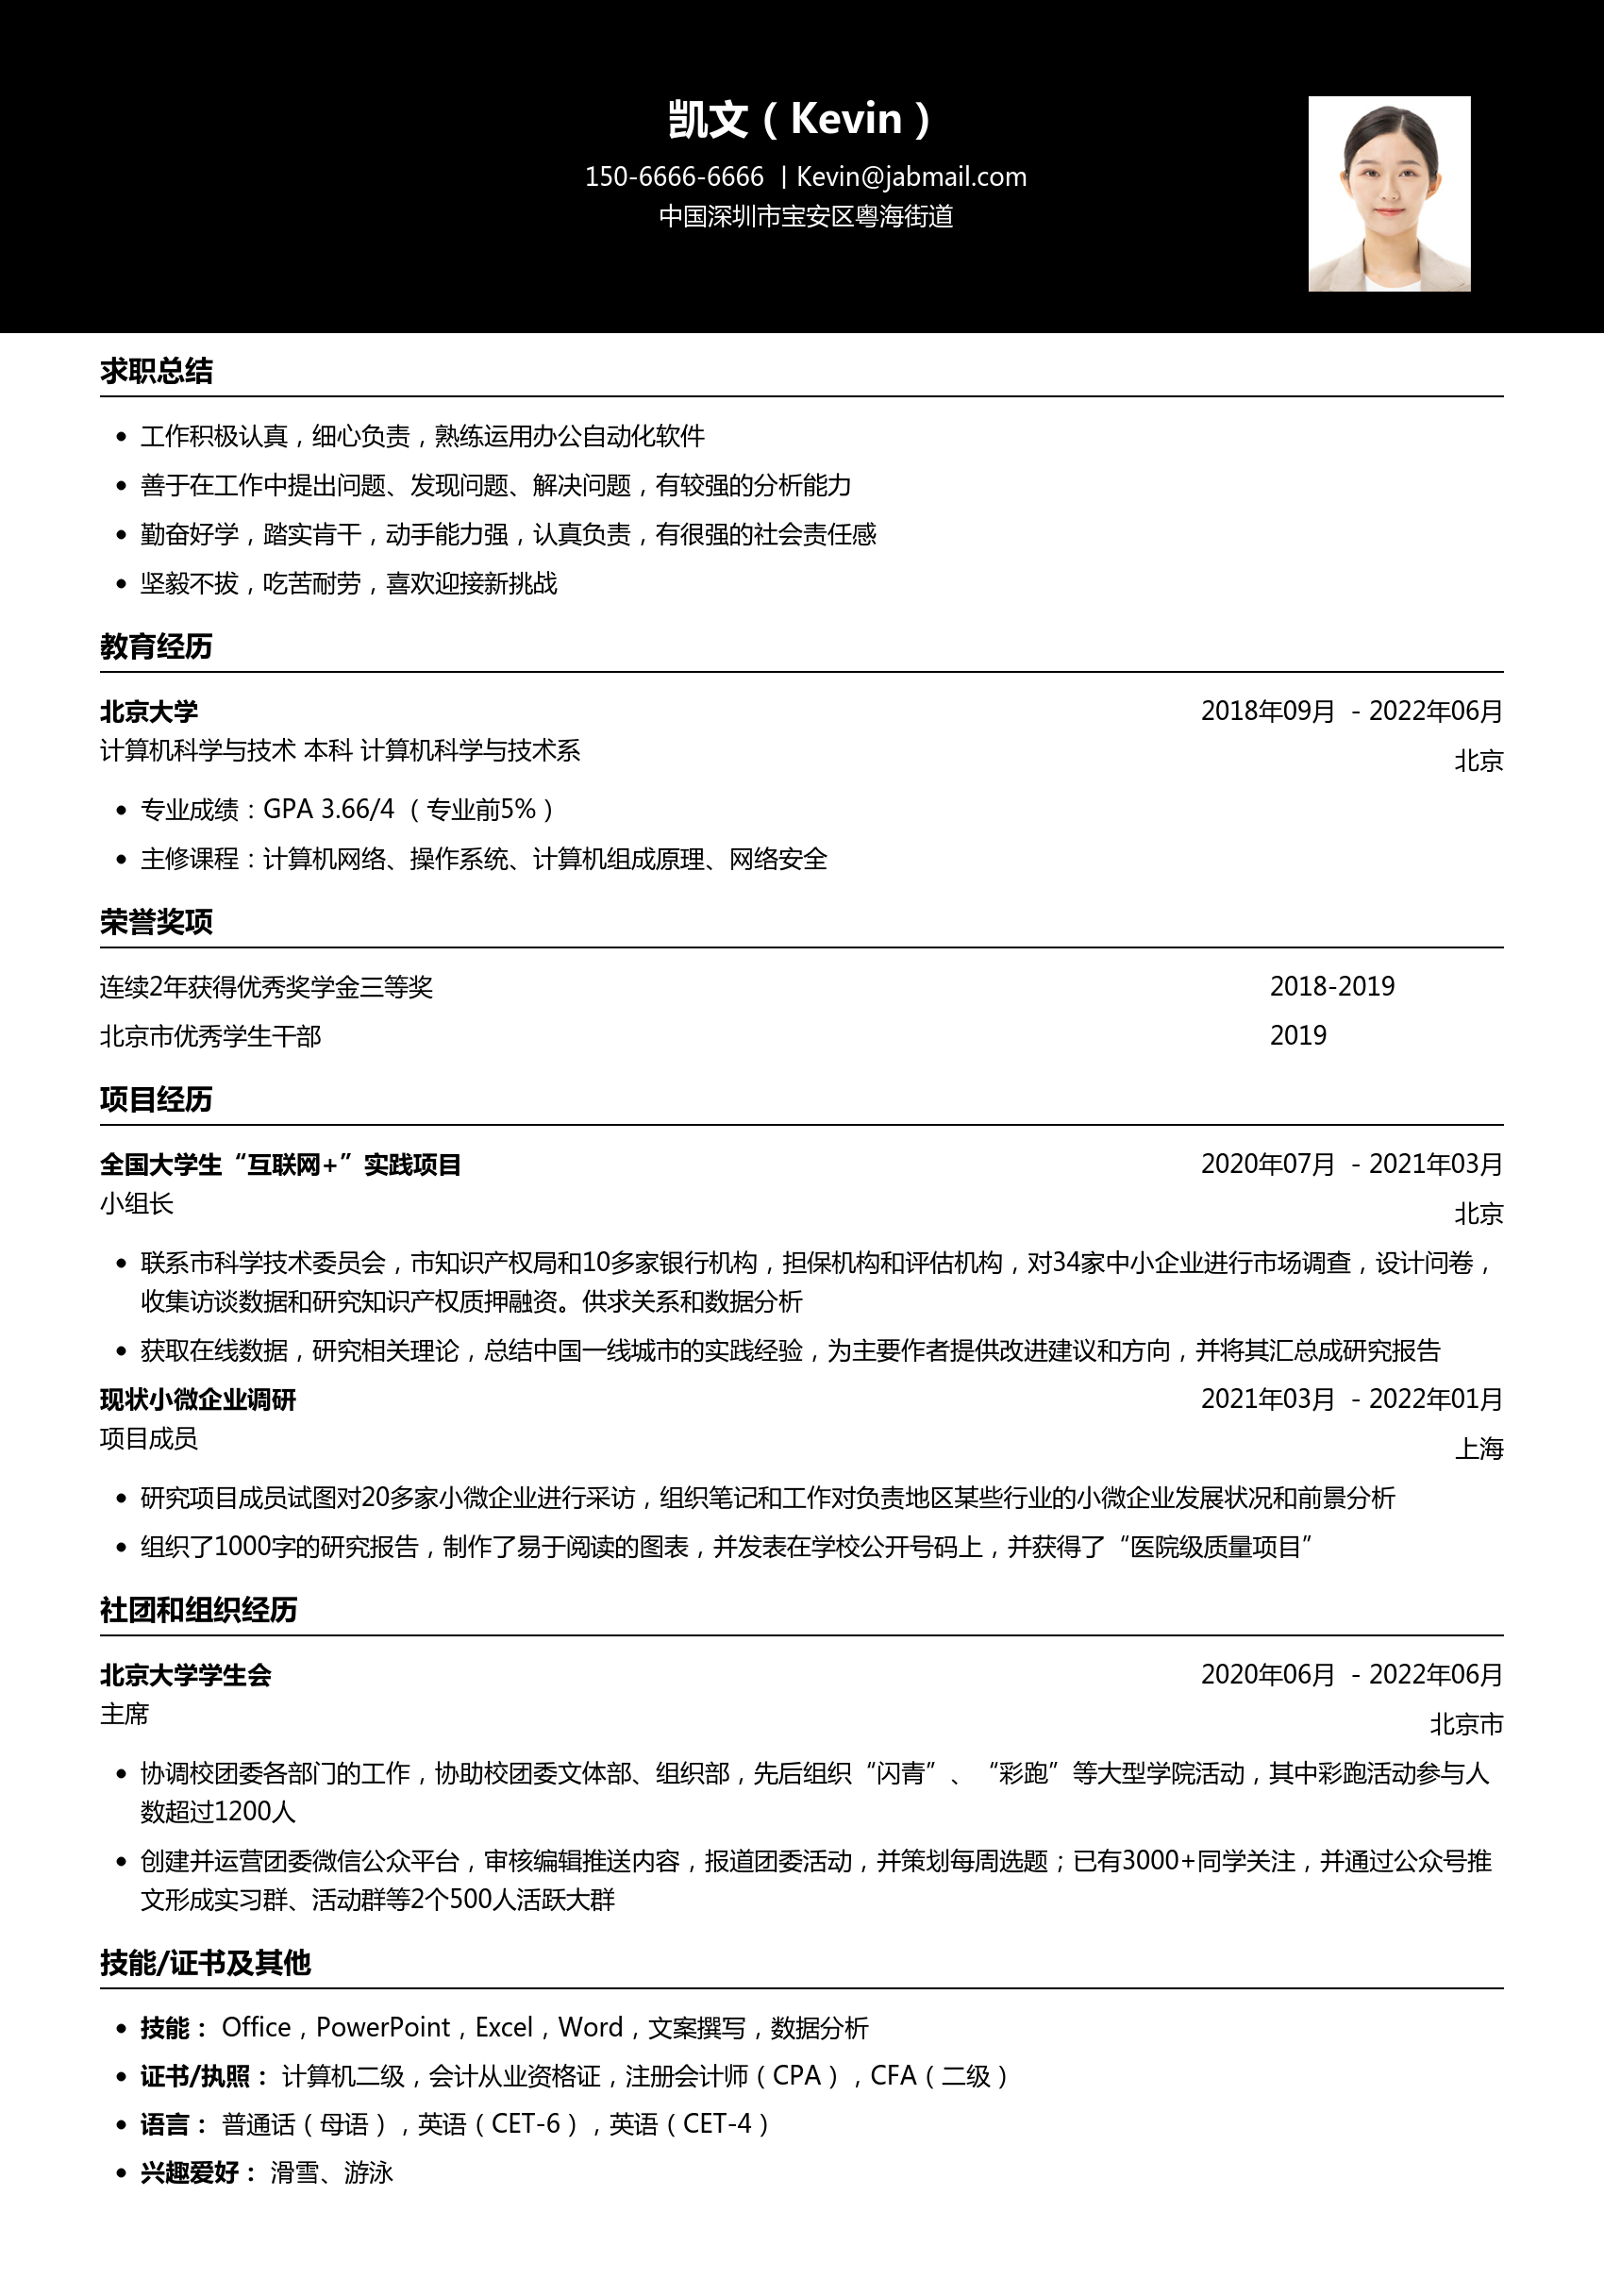 凯文（Kevin）
150-6666-6666 | Kevin@jabmail.com
中国深圳市宝安区粤海街道
求职总结
• 工作积极认真，细心负责，熟练运用办公自动化软件
• 善于在工作中提出问题、发现问题、解决问题，有较强的分析能力
• 勤奋好学，踏实肯干，动手能力强，认真负责，有很强的社会责任感
• 坚毅不拔，吃苦耐劳，喜欢迎接新挑战
教育经历
北京大学 2018年09月 - 2022年06月
计算机科学与技术 本科 计算机科学与技术系
北京
• 专业成绩：GPA 3.66/4 （专业前5%）
• 主修课程：计算机网络、操作系统、计算机组成原理、网络安全
荣誉奖项
连续2年获得优秀奖学金三等奖 2018-2019
北京市优秀学生干部 2019
项目经历
全国大学生“互联网+”实践项目 2020年07月 - 2021年03月
小组长
北京
• 联系市科学技术委员会，市知识产权局和10多家银行机构，担保机构和评估机构，对34家中小企业进行市场调查，设计问卷，
收集访谈数据和研究知识产权质押融资。供求关系和数据分析
• 获取在线数据，研究相关理论，总结中国一线城市的实践经验，为主要作者提供改进建议和方向，并将其汇总成研究报告
现状小微企业调研 2021年03月 - 2022年01月
项目成员
上海
• 研究项目成员试图对20多家小微企业进行采访，组织笔记和工作对负责地区某些行业的小微企业发展状况和前景分析
• 组织了1000字的研究报告，制作了易于阅读的图表，并发表在学校公开号码上，并获得了“医院级质量项目”
社团和组织经历
北京大学学生会 2020年06月 - 2022年06月
主席
北京市
• 协调校团委各部门的工作，协助校团委文体部、组织部，先后组织“闪青”、“彩跑”等大型学院活动，其中彩跑活动参与人
数超过1200人
• 创建并运营团委微信公众平台，审核编辑推送内容，报道团委活动，并策划每周选题；已有3000+同学关注，并通过公众号推
文形成实习群、活动群等2个500人活跃大群
技能/证书及其他
• 技能： Office，PowerPoint，Excel，Word，文案撰写，数据分析
• 证书/执照： 计算机二级，会计从业资格证，注册会计师（CPA），CFA（二级）
• 语言： 普通话（母语），英语（CET-6），英语（CET-4）
• 兴趣爱好： 滑雪、游泳